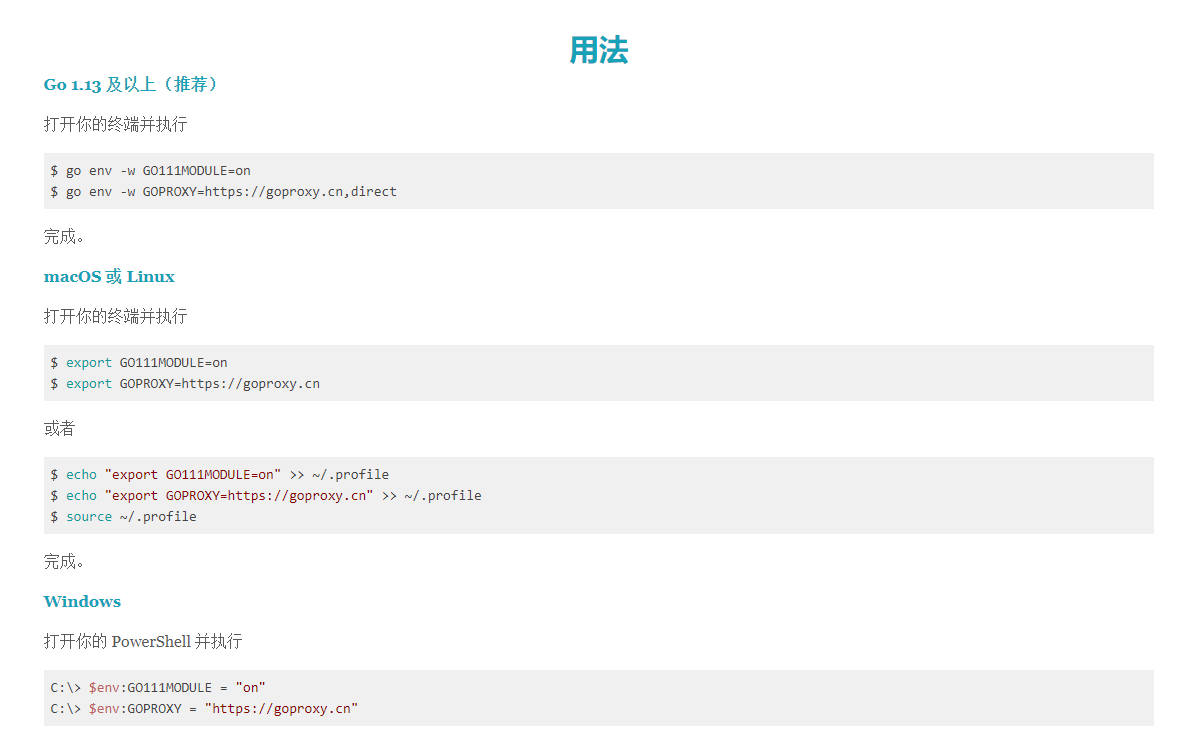 用法
Go 1.13 及以上（推荐）
打开你的终端并执行
$ go env -w GO111MODULE=on
$ go env -w GOPROXY=https://goproxy.cn,direct
完成。
macOS 或 Linux
打开你的终端并执行
$ export GO111MODULE=on
$ export GOPROXY=https://goproxy.cn
或者
$ echo "export GO111MODULE=on" >> ~/.profile
$ echo "export GOPROXY=https://goproxy.cn" >> ~/.profile
$ source ~/.profile
完成。
Windows
打开你的 PowerShell 并执行
C:\> $env:GO111MODULE = "on"
C:\> $env:GOPROXY = "https://goproxy.cn"